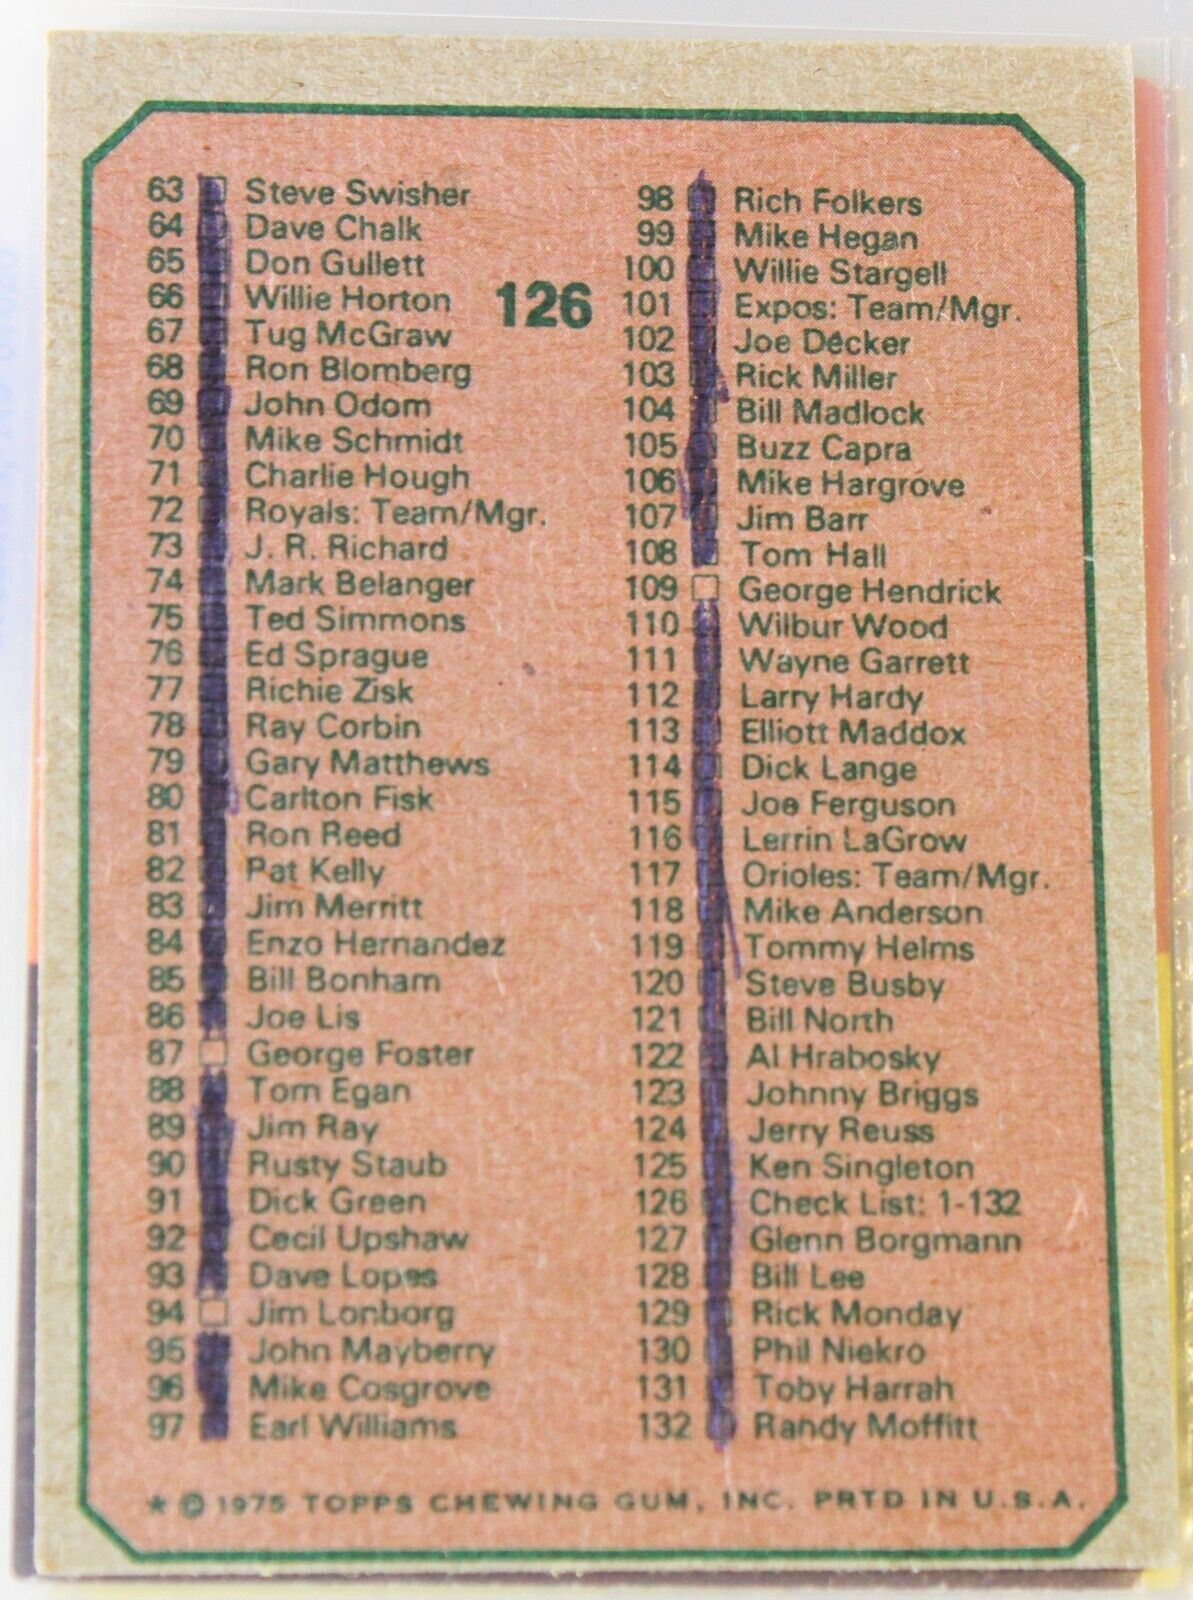 63 Steve Swisher
64 Dave Chalk
65 Don Gullett
66 Willie Horton
67 Tug McGraw
68 Ron Blomberg
69 John Odom
70 Mike Schmidt
71 Charlie Hough
72 Royals: Team/Mgr.
73 J. R. Richard
74 Mark Belanger
75 Ted Simmons
76 Ed Sprague
77 Richie Zisk
78 Ray Corbin
79 Gary Matthews
80 Carlton Fisk
81 Ron Reed
82 Pat Kelly
83 Jim Merritt
84 Enzo Hernandez
85 Bill Bonham
86 Joe Lis
87 George Foster
88 Tom Egan
89 Jim Ray
90 Rusty Staub
91 Dick Green
92 Cecil Upshaw
93 Dave Lopes
94 Jim Lonborg
95 John Mayberry
96 Mike Cosgrove
97 Earl Williams
126
98 Rich Folkers
99 Mike Hegan
100 Willie Stargell
101 Expos: Team/Mgr.
102 Joe Decker
103 Rick Miller
104 Bill Madlock
105 Buzz Capra
106 Mike Hargrove
107 Jim Barr
108 Tom Hall
109 George Hendrick
110 Wilbur Wood
111 Wayne Garrett
112 Larry Hardy
113 Elliott Maddox
114 Dick Lange
115 Joe Ferguson
116 Lerrin LaGrow
117 Orioles: Team/Mgr.
118 Mike Anderson
119 Tommy Helms
120 Steve Busby
121 Bill North
122 Al Hrabosky
123 Johnny Briggs
124 Jerry Reuss
125 Ken Singleton
126 Check List: 1-132
127 Glenn Borgmann
128 Bill Lee
129 Rick Monday
130 Phil Niekro
131 Toby Harrah
132 Randy Moffitt
★ © 1975 TOPPS CHEWING GUM, INC. PRTD IN U.S.A.